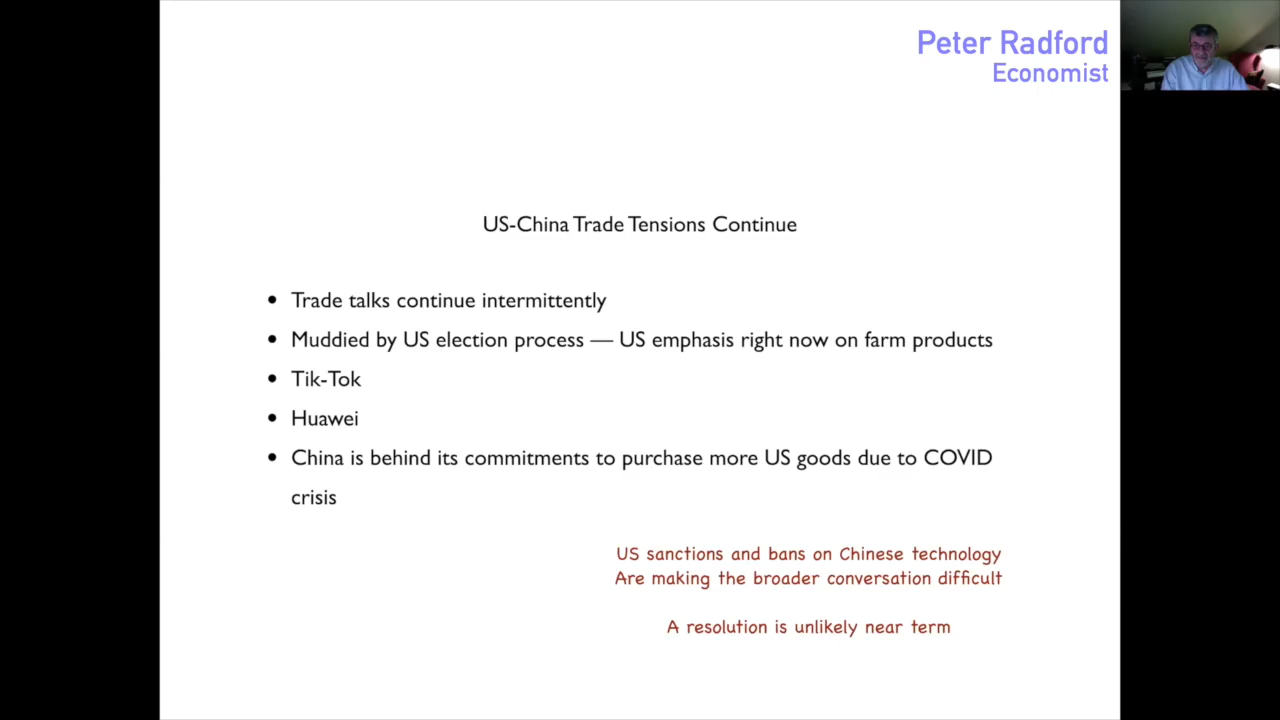 Peter Radford
Economist
US-China Trade Tensions Continue
• Trade talks continue intermittently
• Muddied by US election process — US emphasis right now on farm products
• Tik-Tok
• Huawei
• China is behind its commitments to purchase more US goods due to COVID
crisis
US sanctions and bans on Chinese technology
Are making the broader conversation difficult
A resolution is unlikely near term